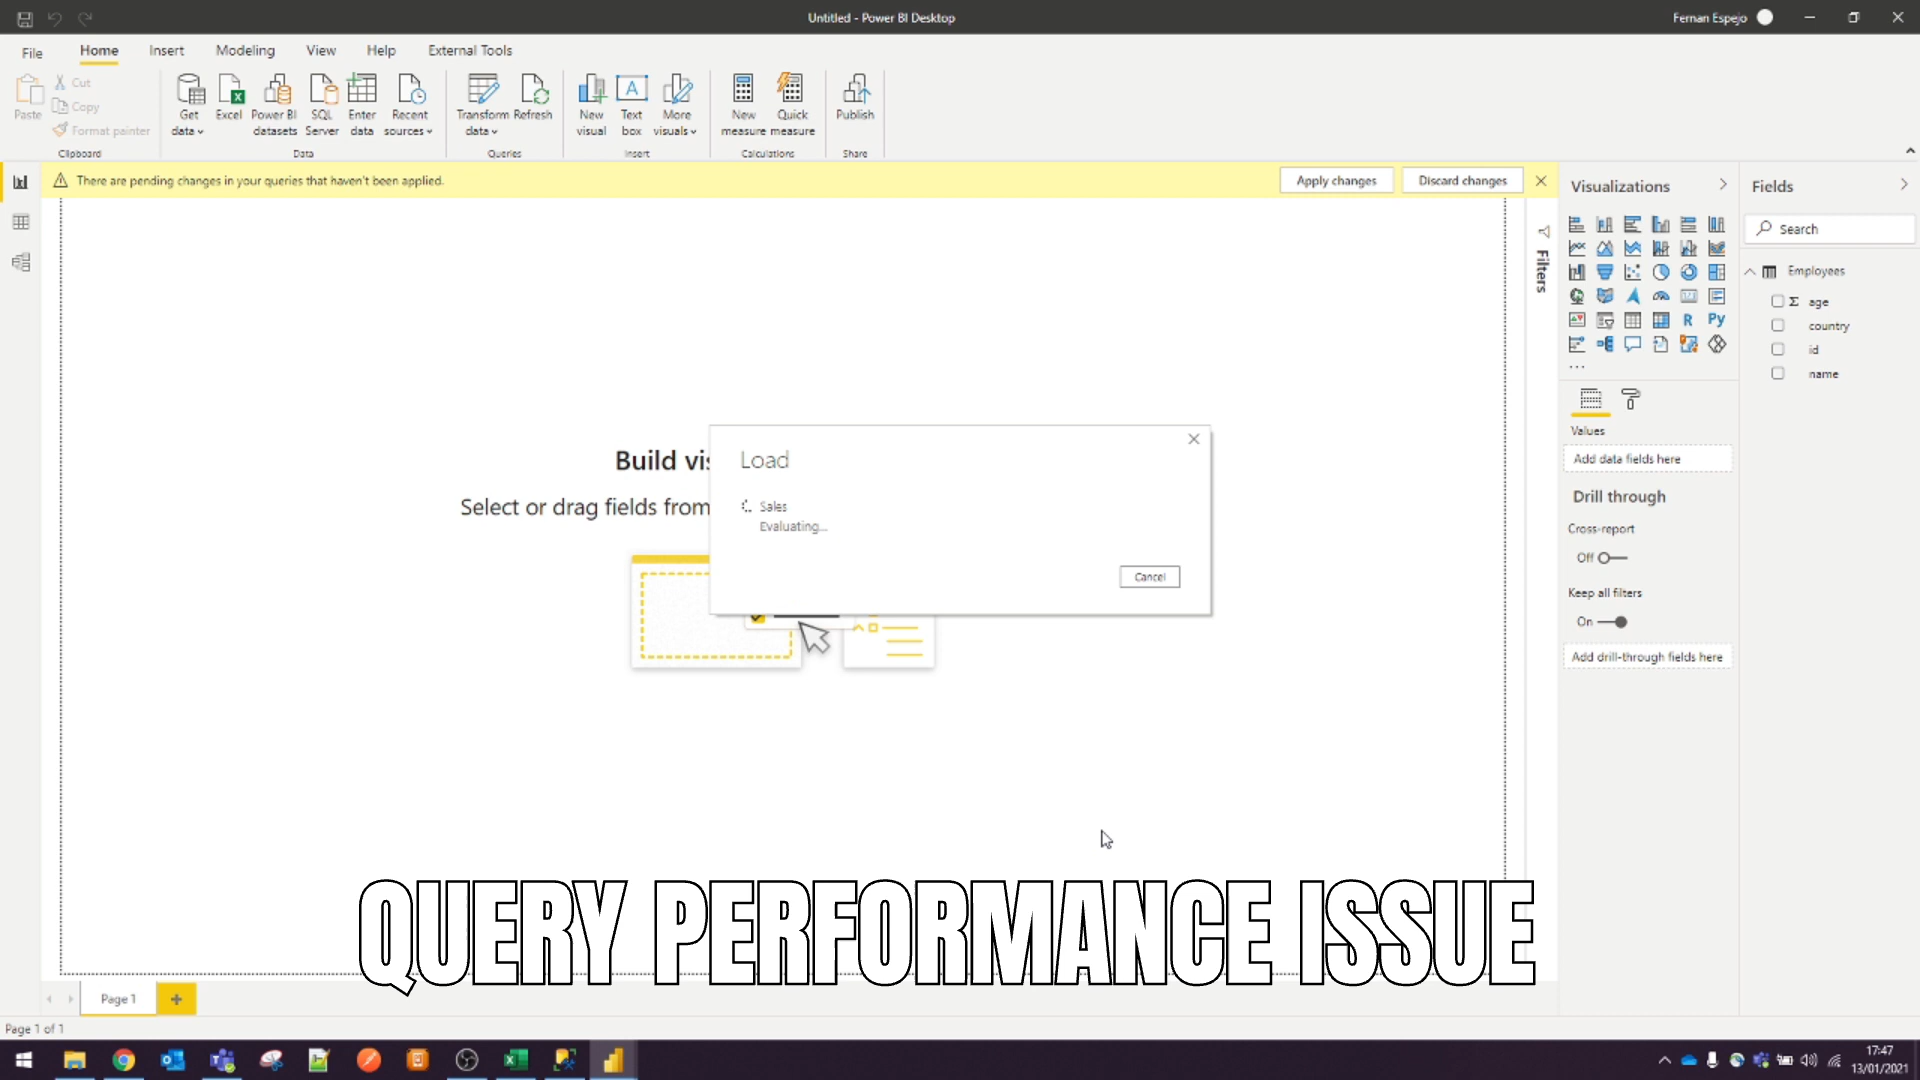 Untitled - Power BI Desktop
Fernan Espejo
File Home Insert Modeling View Help External Tools
Paste
Cut
Copy
Format painter
Clipboard
Get data
Excel
Power BI datasets
SQL Server
Enter data
Recent sources
Data
Transform data
Refresh
Queries
New visual
Text box
More visuals
Insert
New measure
Quick measure
Calculations
Publish
Share
There are pending changes in your queries that haven't been applied.
Apply changes
Discard changes
Filters
Visualizations
R
Py
Values
Add data fields here
Drill through
Cross-report
Off
Keep all filters
On
Add drill-through fields here
Fields
Search
Employees
Σ age
country
id
name
Build vis
Select or drag fields from
Load
Sales
Evaluating...
Cancel
QUERY PERFORMANCE ISSUE
Page 1
Page 1 of 1
17:47
13/01/2021